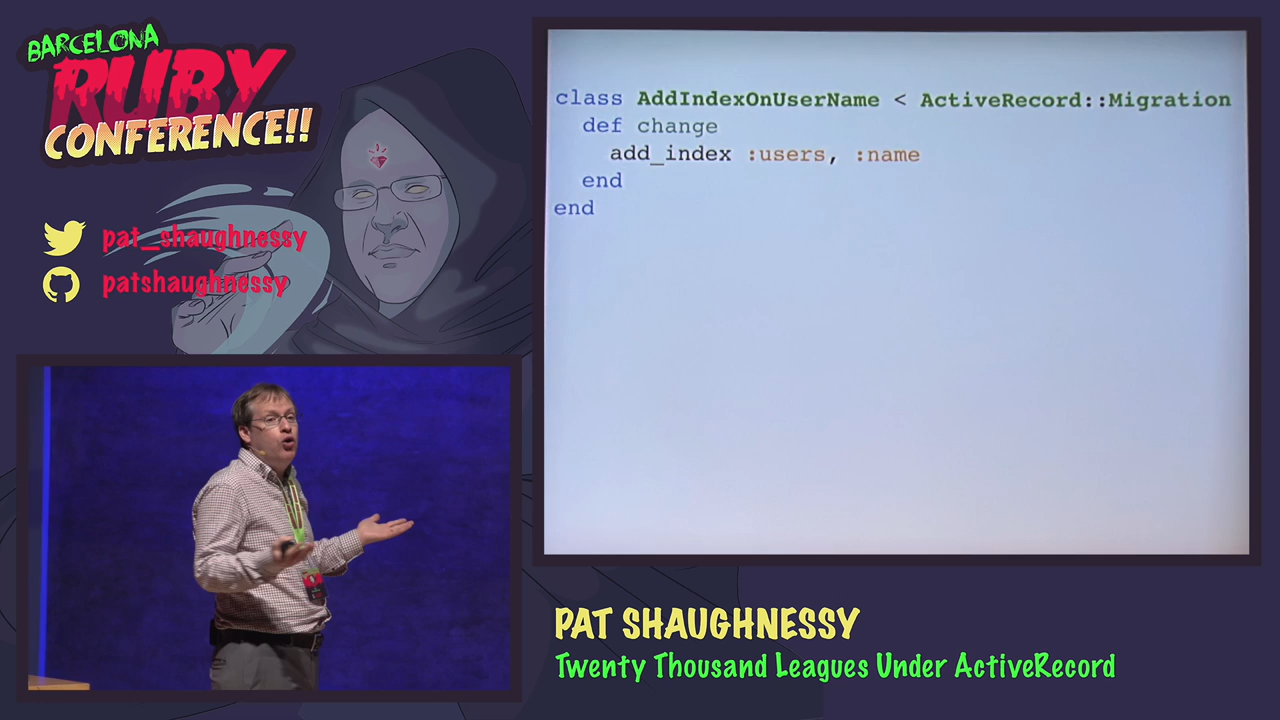 BARCELONA
RUBY
CONFERENCE!!
pat_shaughnessy
patshaughnessy
class AddIndexOnUserName < ActiveRecord::Migration
  def change
    add_index :users, :name
  end
end
PAT SHAUGHNESSY
Twenty Thousand Leagues Under ActiveRecord